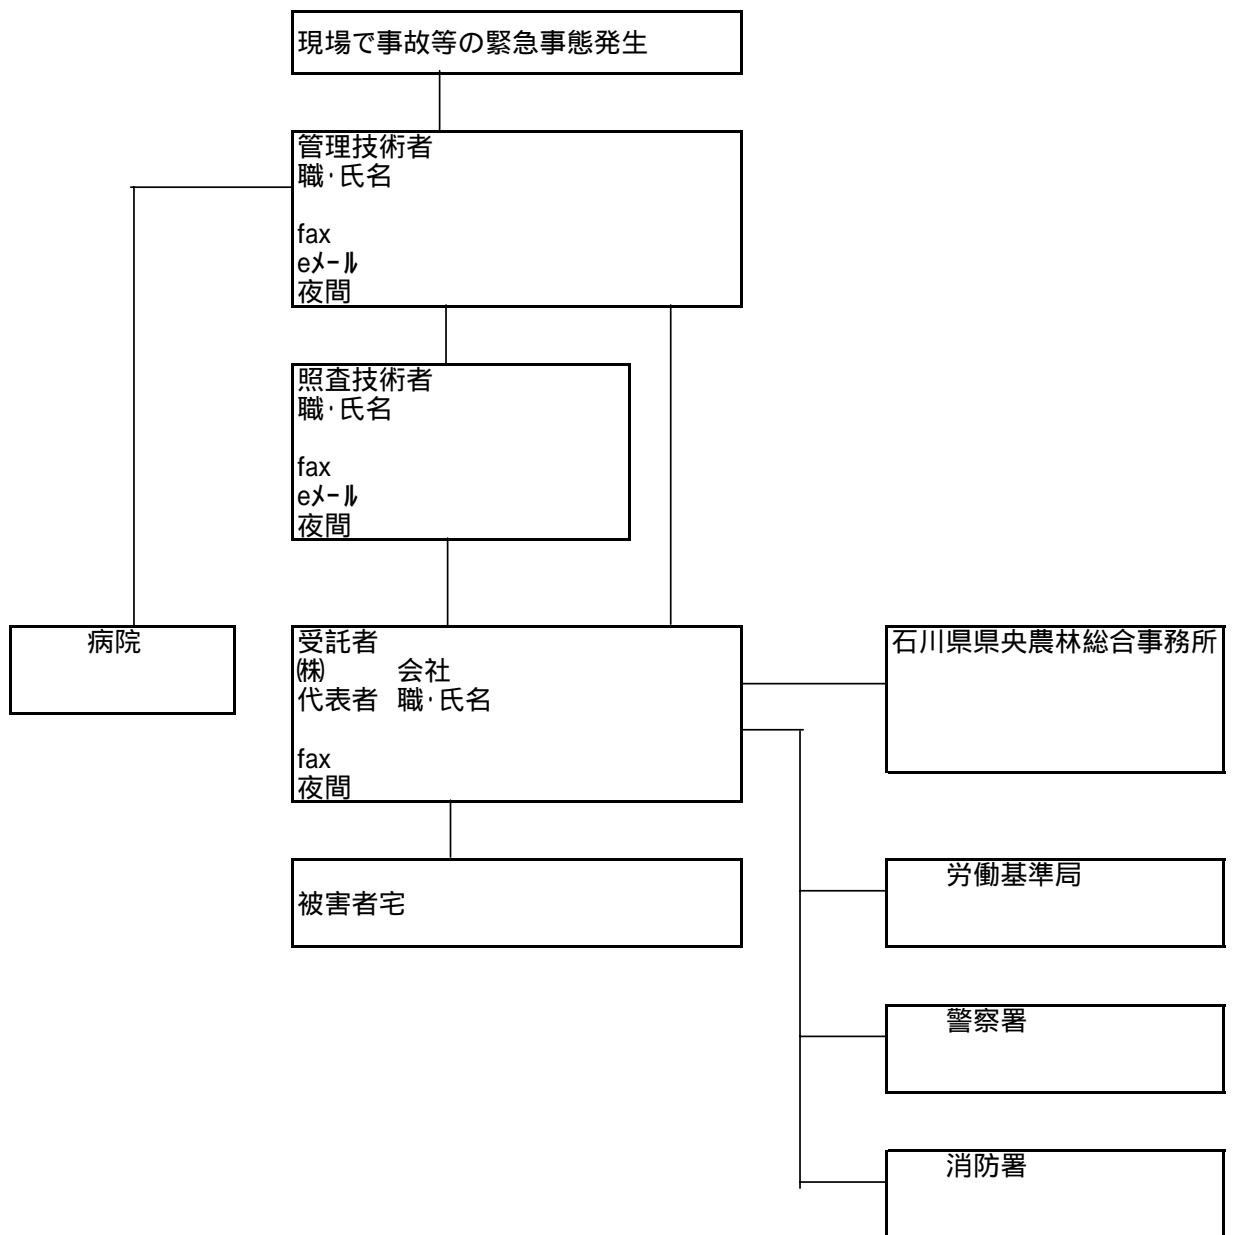 現場で事故等の緊急事態発生
管理技術者
職・氏名
fax
eﾒｰﾙ
夜間
照査技術者
職・氏名
fax
eﾒｰﾙ
夜間
病院
受託者
㈱　　会社
代表者 職・氏名
fax
夜間
石川県県央農林総合事務所
被害者宅
労働基準局
警察署
消防署